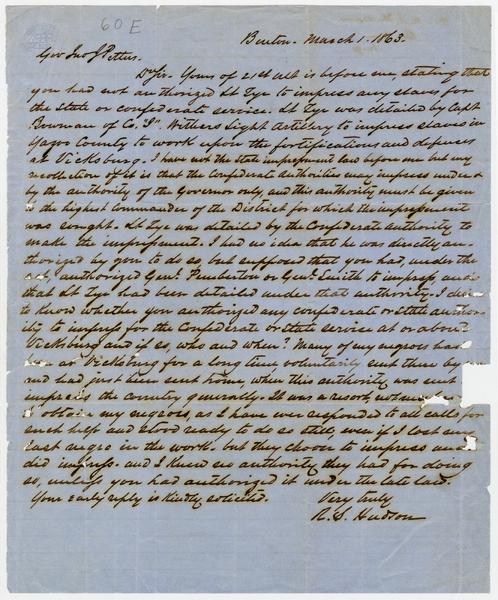 60 E
Benton. March 1. 1863.
Gov Jno J Pettus.
Dr Sir. Yours of 21st ult is before me, stating that
you had not authorized Lt Tye to impress any slaves for
the State or confederate service. Lt Tye was detailed by Capt
Bowman of Co. Withers Light Artillery to impress slaves in
Yazoo County to work upon the fortifications and defences
at Vicksburg. I have not the State impressment law before me but my
recollection of it is that the Confederate authorities may impress under &
by the authority of the Governor only and this authority must be given
to the highest Commander of the District for which the impressment
was sought. Lt Tye was detailed by the Confederate authority to
make the impressment. I had no idea that he was directly au-
thorized by you to do so but supposed that you had, under the
act, authorized Genl. Pemberton or Genl. Smith to impress and
that Lt Tye had been detailed under that authority. I desire
to know whether you authorized any confederate or State author-
ity to impress for the Confederate or State service at or about
Vicksburg and if so, who and when? Many of my negroes had
been at Vicksburg for a long time, voluntarily sent there by
and had just been sent home, when this authority was sent
impress the country generally. It was a resort, not
obtain my negroes, as I have ever responded to all calls for
such help and stood ready to do so still, even if I lost every
last negro in the work. but they choose to impress and
did impress. and I knew no authority they had for doing
so, unless you had authorized it under the late law.
Your early reply is kindly solicited. Very truly
R. S. Hudson